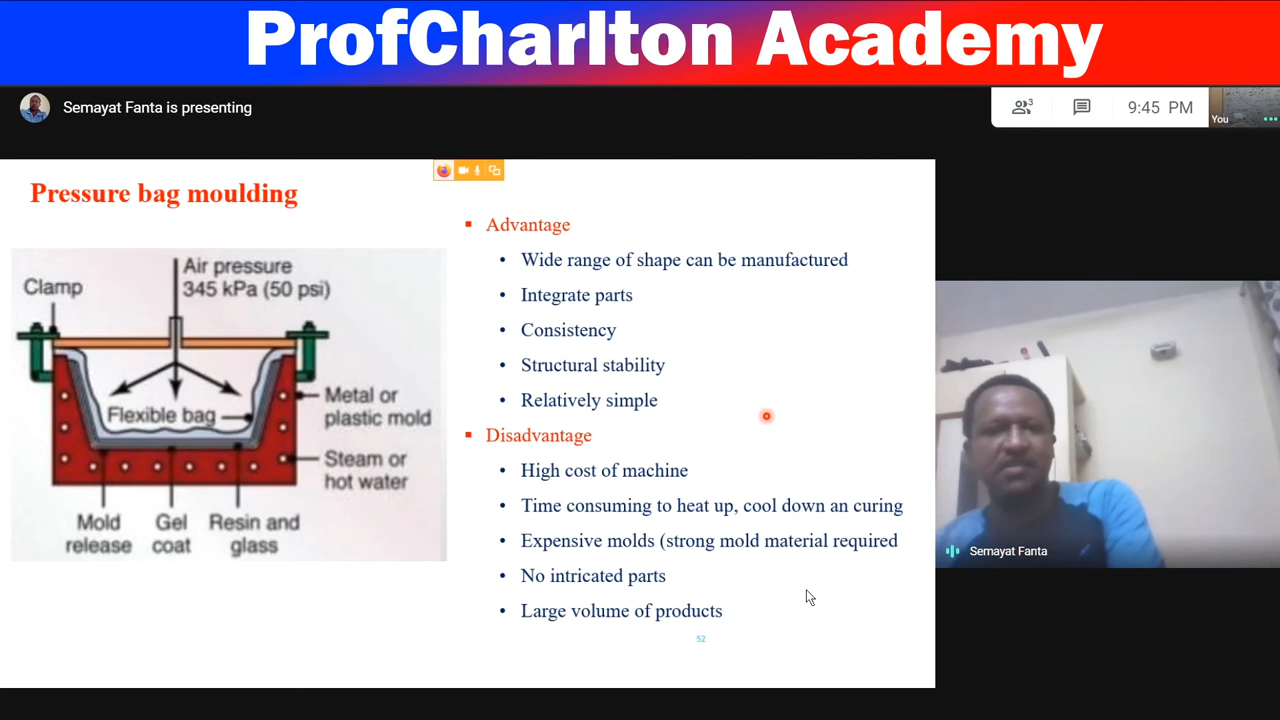 ProfCharlton Academy
Semayat Fanta is presenting
3
9:45 PM
You
Pressure bag moulding
Clamp
Air pressure
345 kPa (50 psi)
Flexible bag
Metal or
plastic mold
Steam or
hot water
Mold
release
Gel
coat
Resin and
glass
▪ Advantage
• Wide range of shape can be manufactured
• Integrate parts
• Consistency
• Structural stability
• Relatively simple
▪ Disadvantage
• High cost of machine
• Time consuming to heat up, cool down an curing
• Expensive molds (strong mold material required
• No intricated parts
• Large volume of products
52
Semayat Fanta